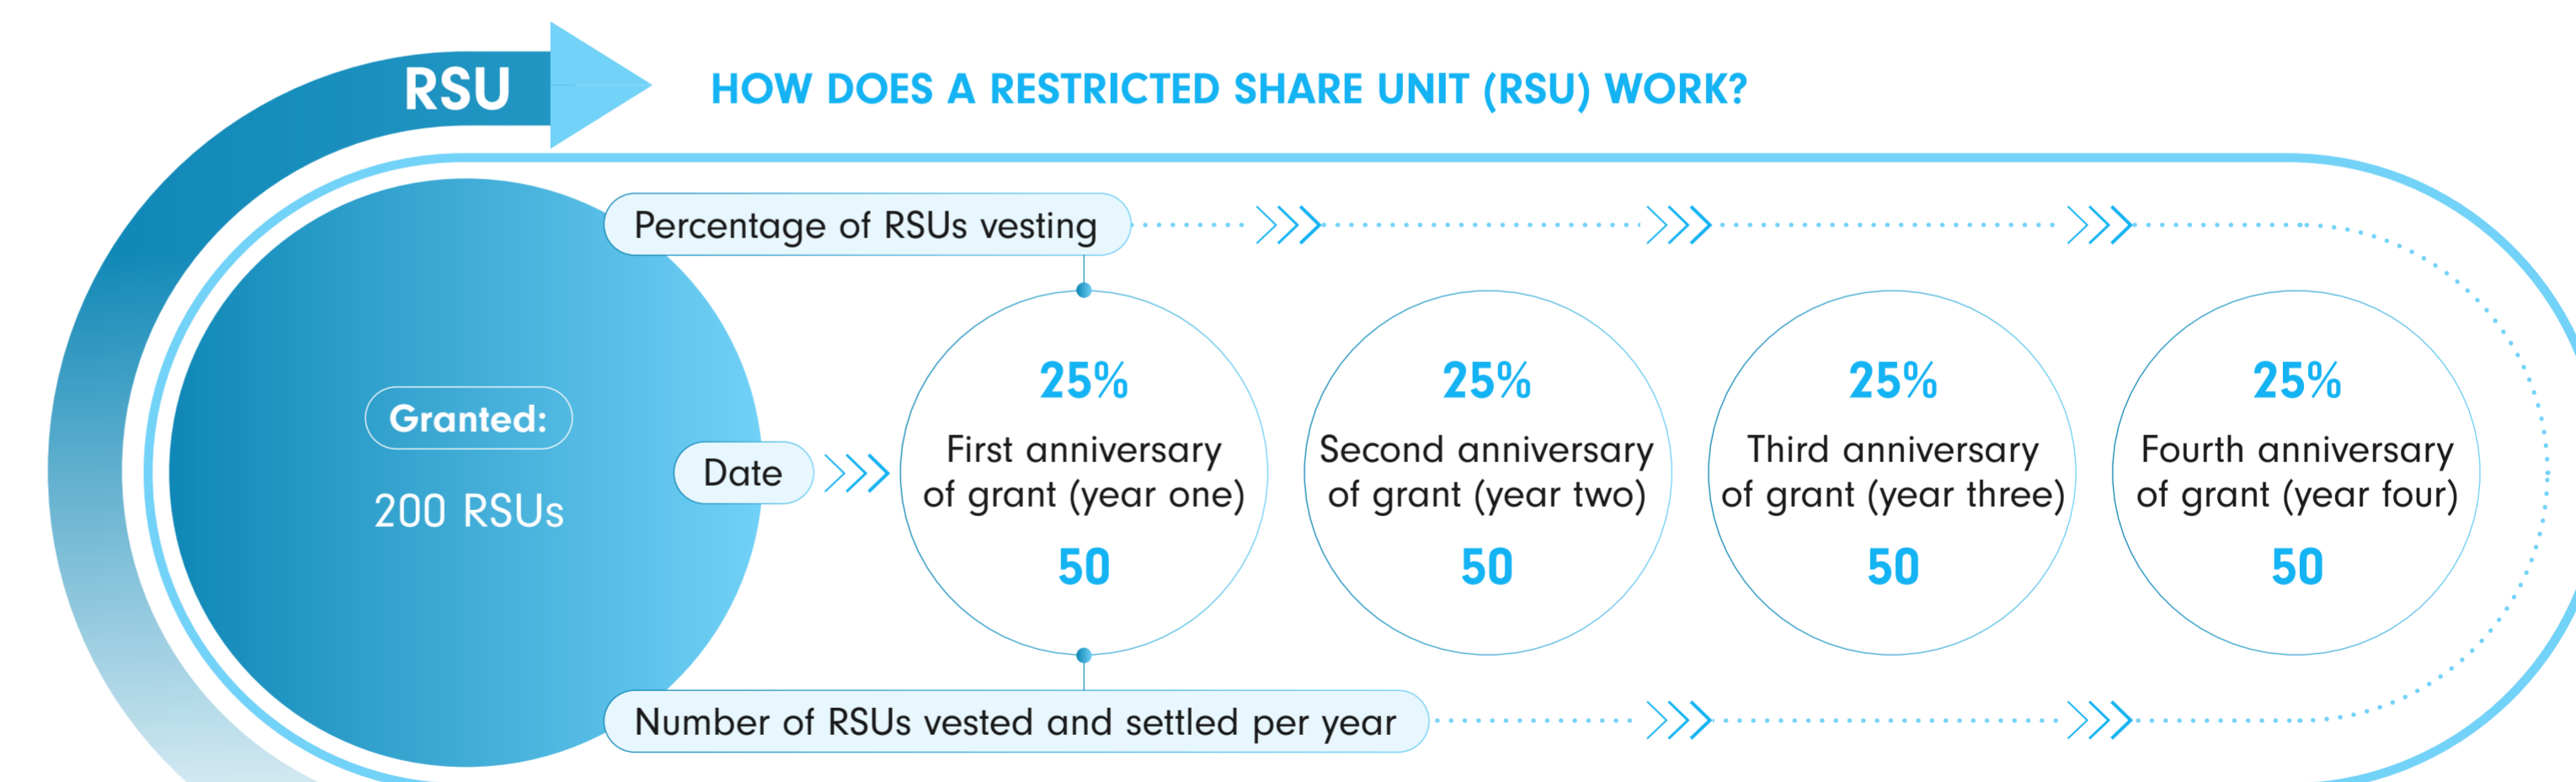 RSU
HOW DOES A RESTRICTED SHARE UNIT (RSU) WORK?
Percentage of RSUs vesting
Granted:
200 RSUs
Date
25%
First anniversary
of grant (year one)
50
25%
Second anniversary
of grant (year two)
50
25%
Third anniversary
of grant (year three)
50
25%
Fourth anniversary
of grant (year four)
50
Number of RSUs vested and settled per year